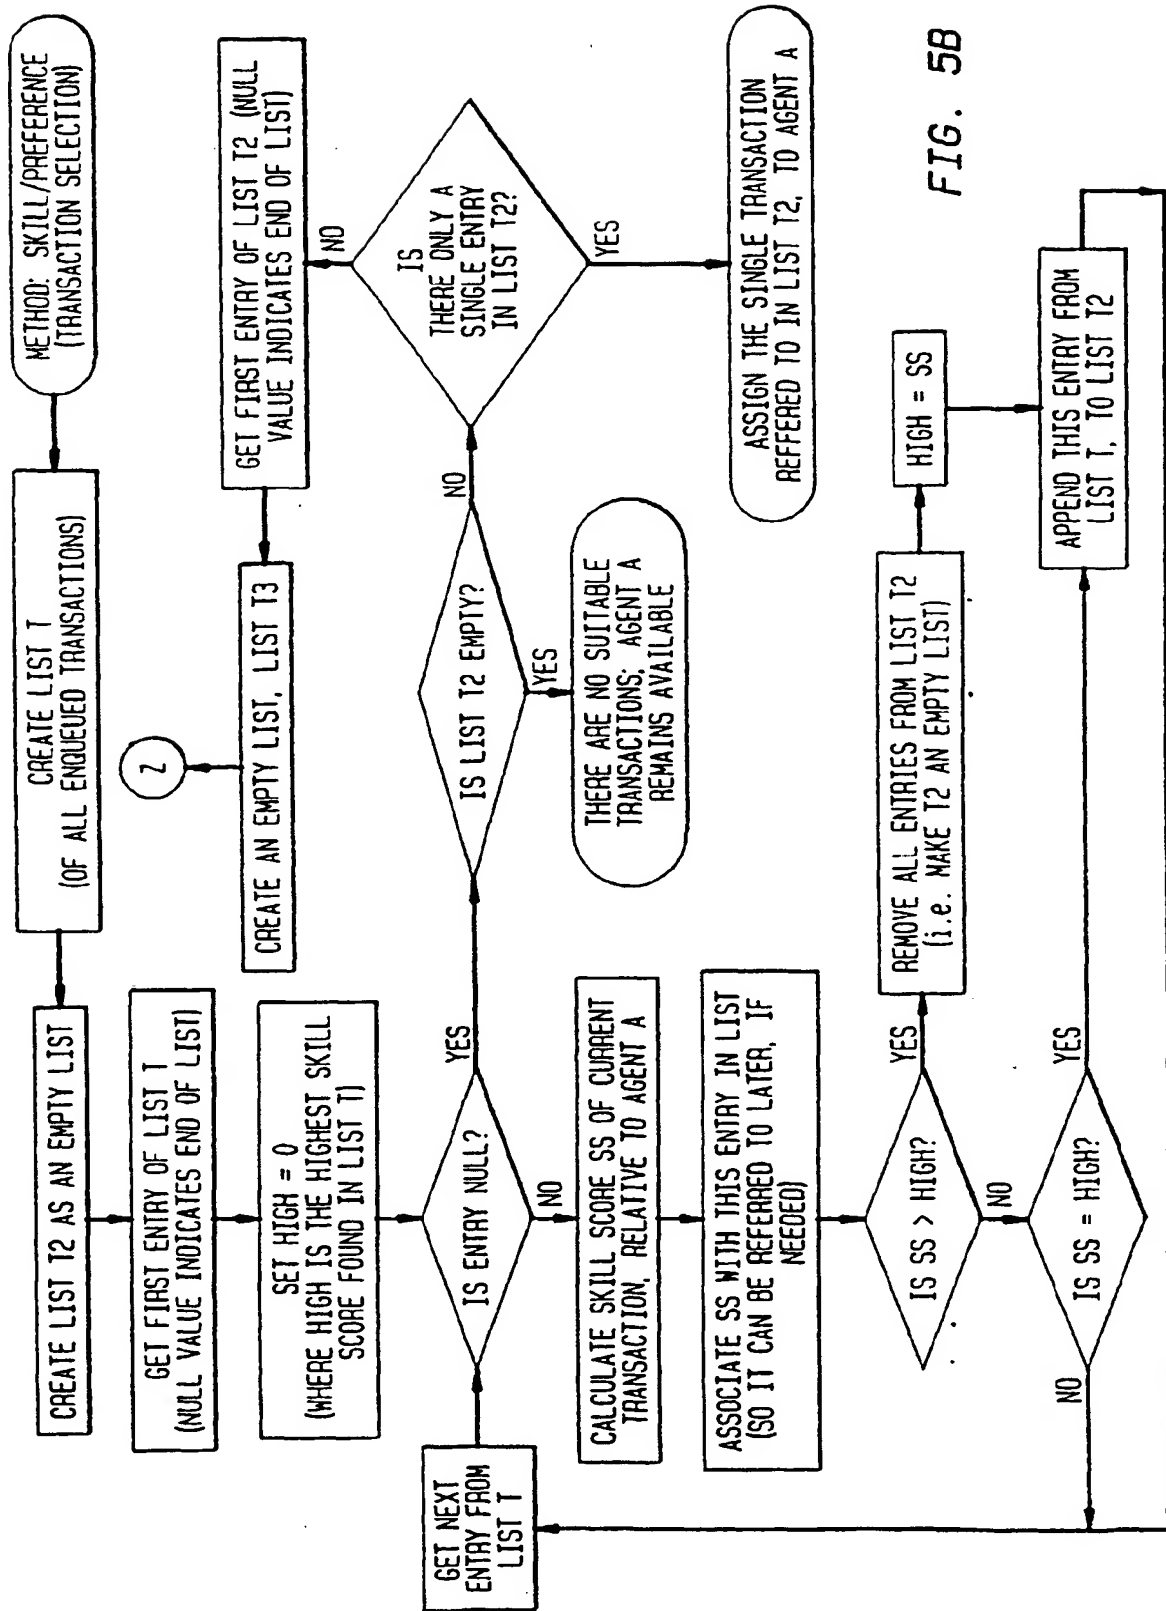 METHOD: SKILL/PREFERENCE
(TRANSACTION SELECTION)
CREATE LIST T
(OF ALL ENQUEUED TRANSACTIONS)
CREATE LIST T2 AS AN EMPTY LIST
GET FIRST ENTRY OF LIST T
(NULL VALUE INDICATES END OF LIST)
SET HIGH = 0
(WHERE HIGH IS THE HIGHEST SKILL
SCORE FOUND IN LIST T)
GET NEXT
ENTRY FROM
LIST T
IS ENTRY NULL?
YES
NO
CALCULATE SKILL SCORE SS OF CURRENT
TRANSACTION, RELATIVE TO AGENT A
ASSOCIATE SS WITH THIS ENTRY IN LIST
(SO IT CAN BE REFERRED TO LATER, IF
NEEDED)
IS SS > HIGH?
YES
NO
REMOVE ALL ENTRIES FROM LIST T2
(i.e. MAKE T2 AN EMPTY LIST)
HIGH = SS
IS SS = HIGH?
YES
NO
APPEND THIS ENTRY FROM
LIST T, TO LIST T2
IS LIST T2 EMPTY?
NO
YES
THERE ARE NO SUITABLE
TRANSACTIONS; AGENT A
REMAINS AVAILABLE
IS
THERE ONLY A
SINGLE ENTRY
IN LIST T2?
NO
YES
ASSIGN THE SINGLE TRANSACTION
REFFERED TO IN LIST T2, TO AGENT A
GET FIRST ENTRY OF LIST T2 (NULL
VALUE INDICATES END OF LIST)
CREATE AN EMPTY LIST, LIST T3
Z
FIG. 5B